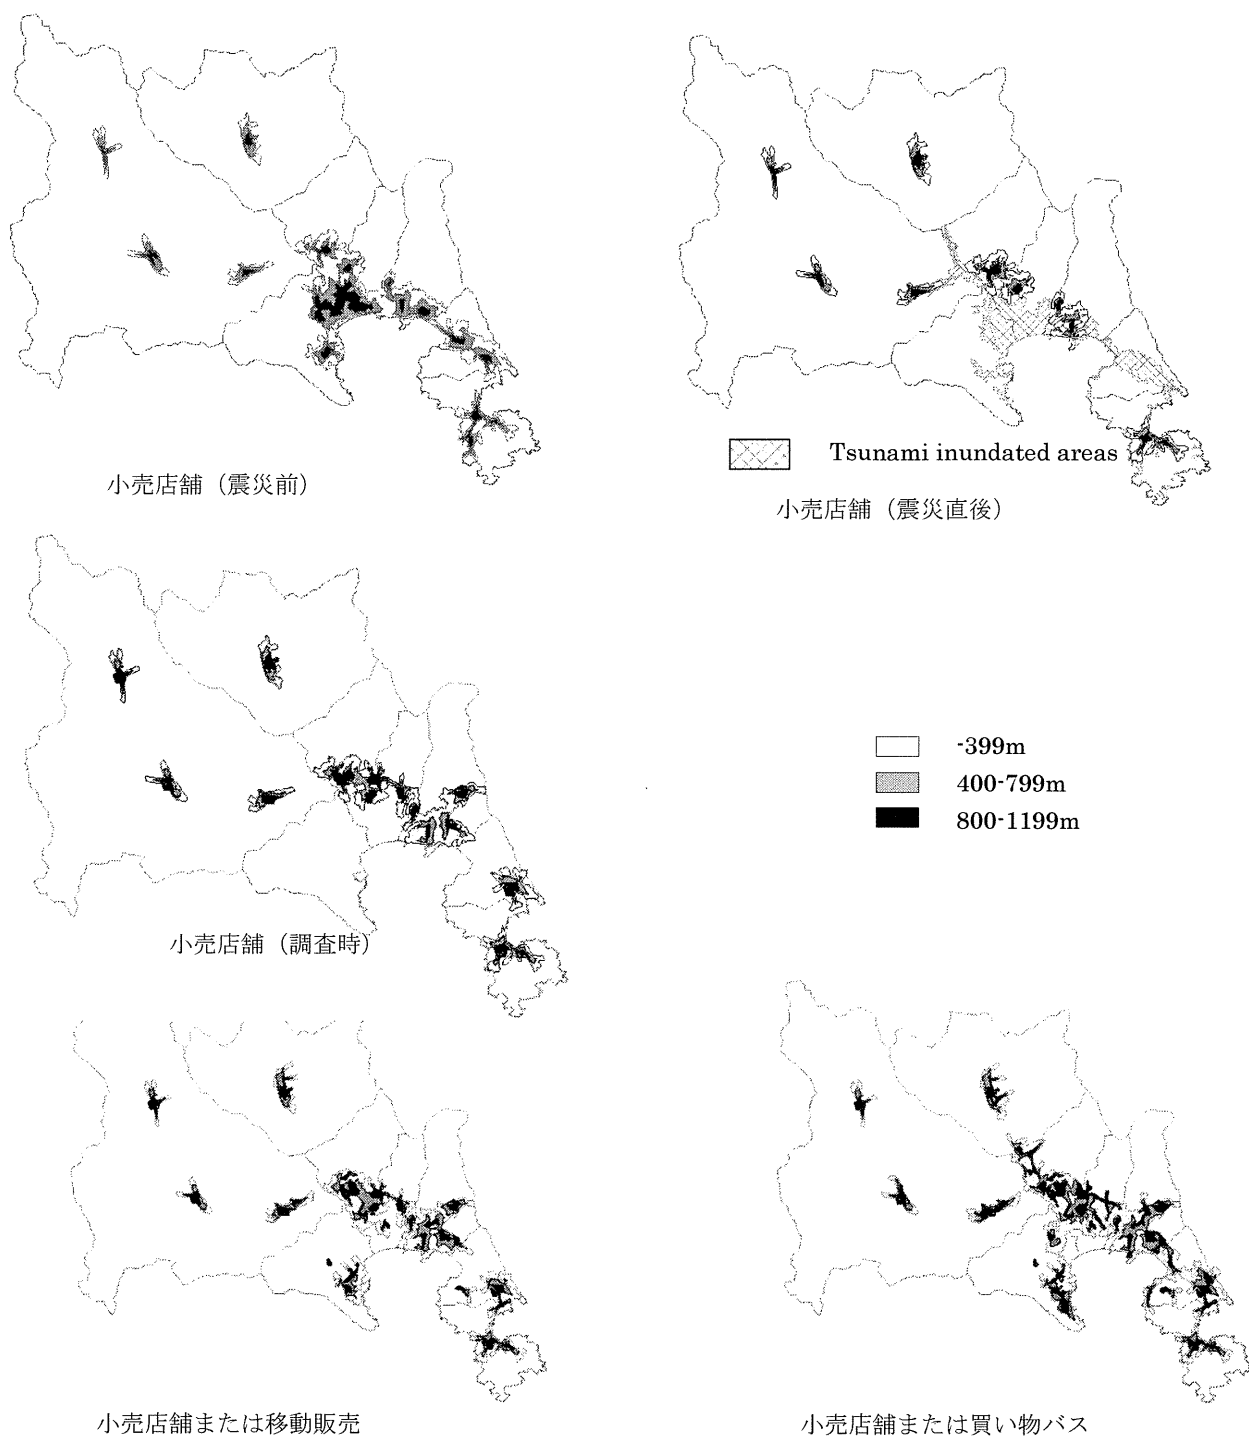 Tsunami inundated areas
小売店舗（震災前）
小売店舗（震災直後）
-399m
400-799m
800-1199m
小売店舗（調査時）
小売店舗または移動販売
小売店舗または買い物バス